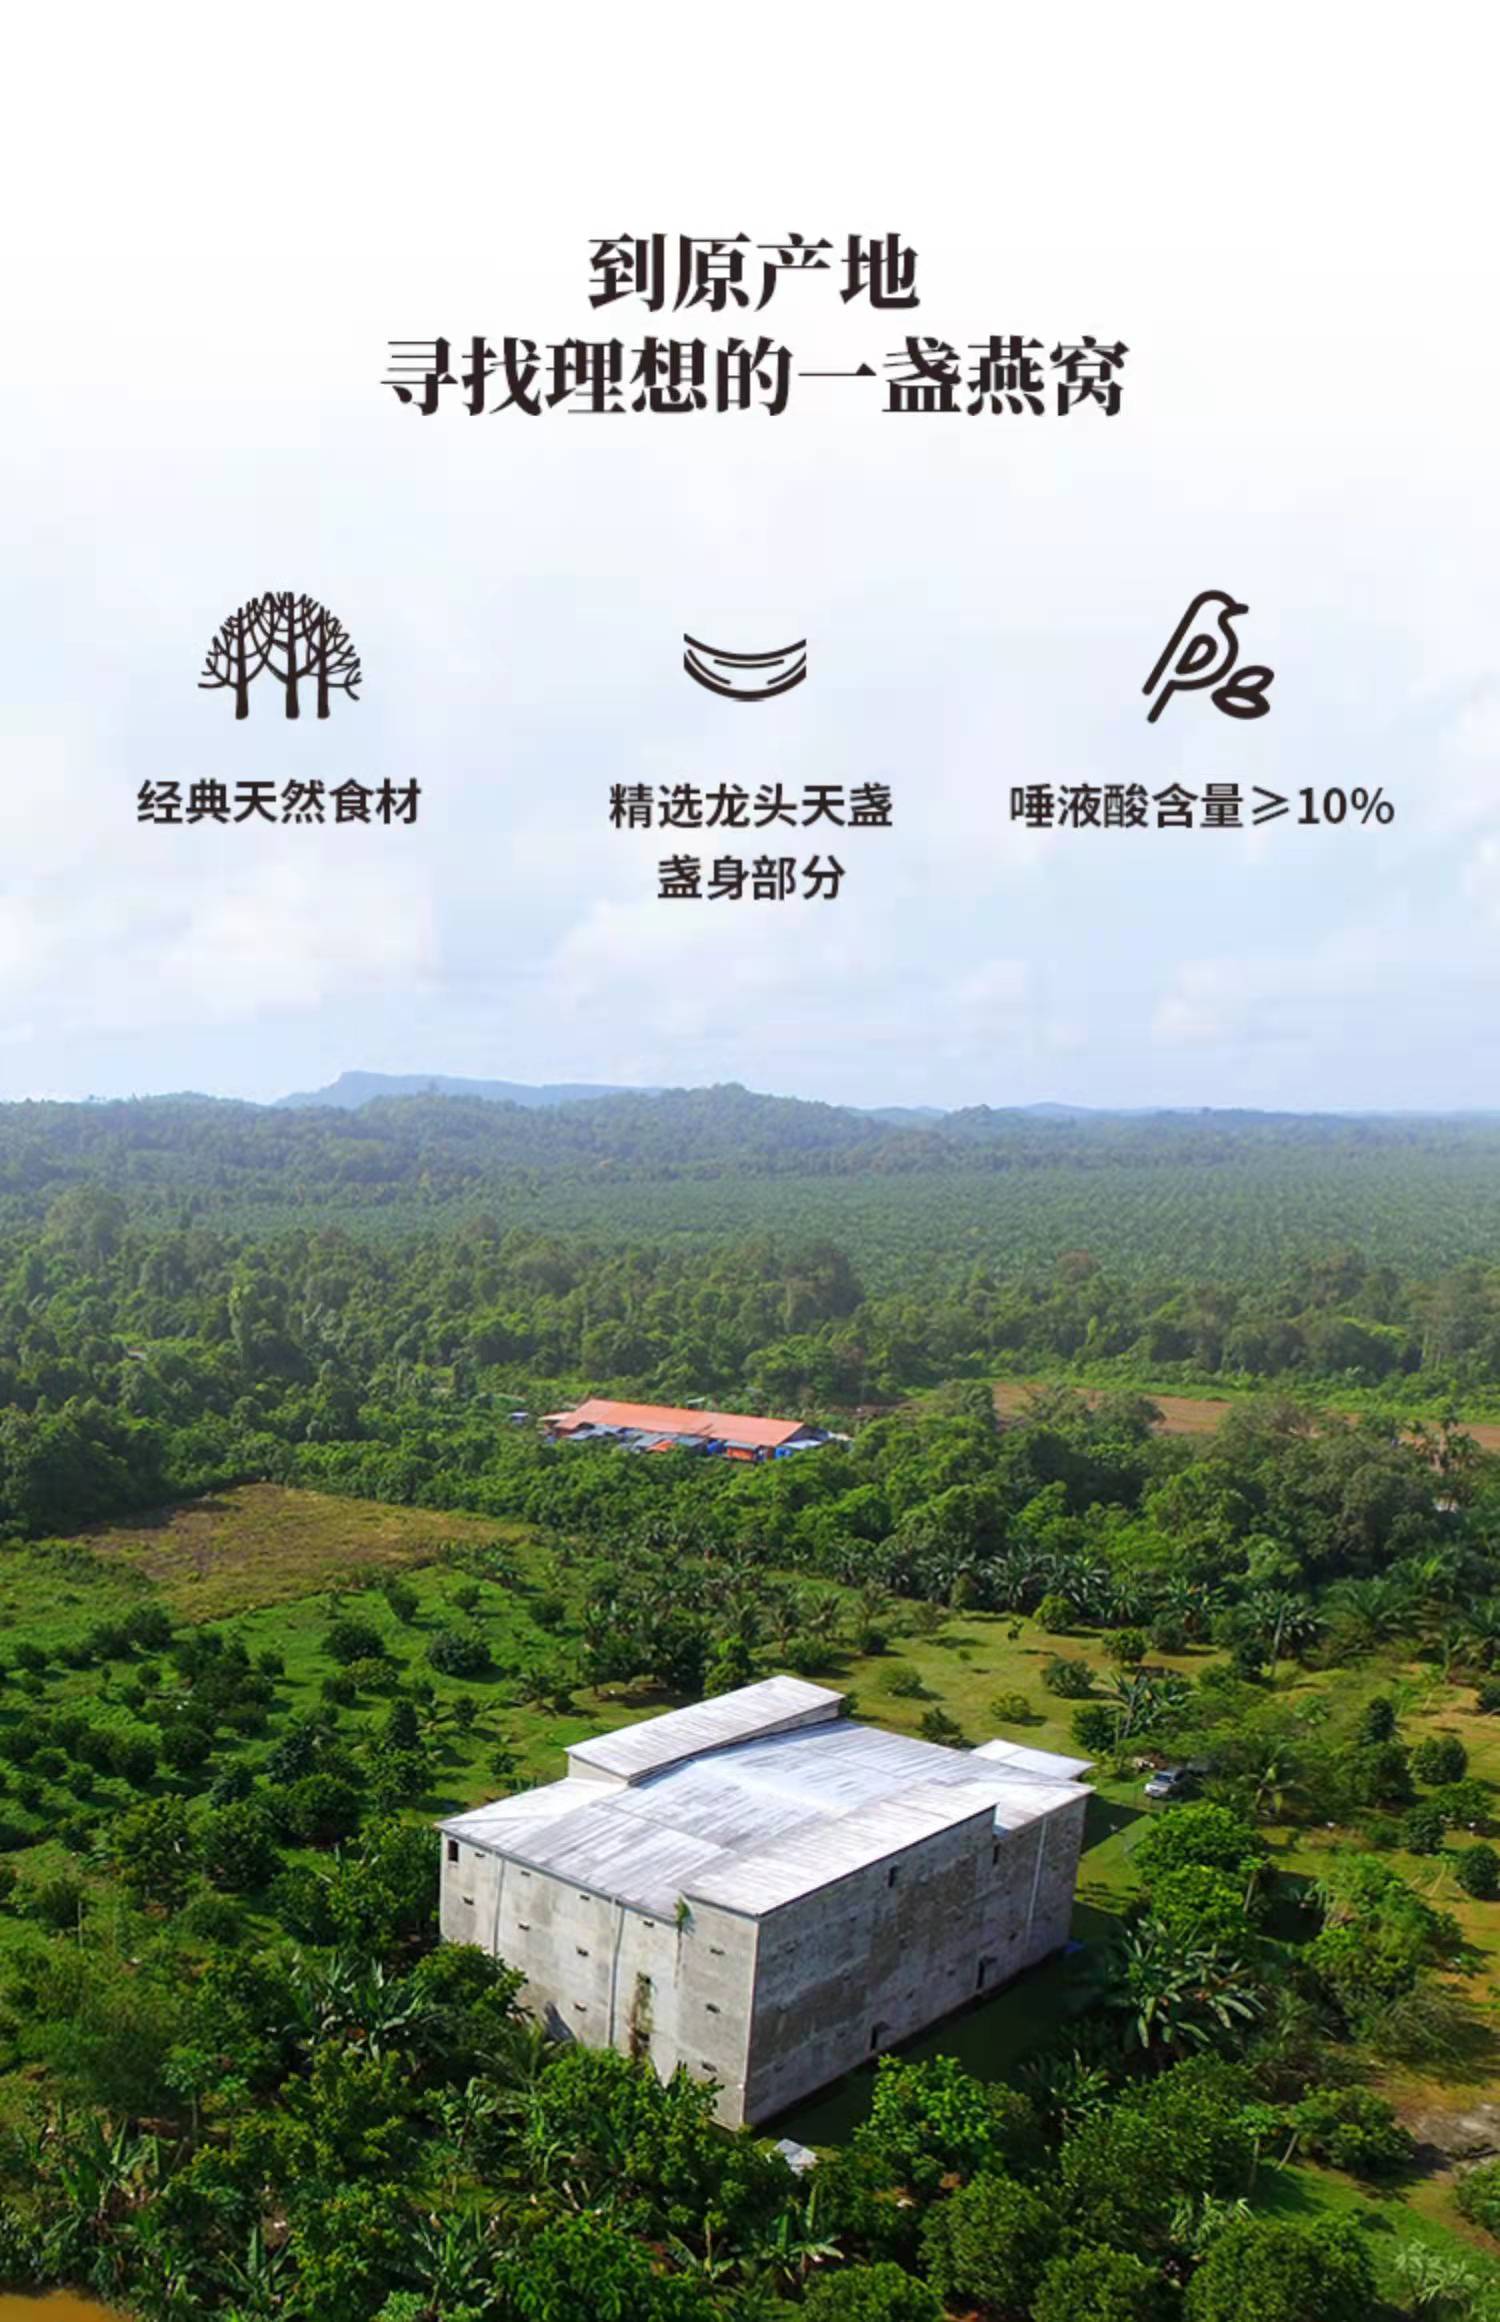 到原产地
寻找理想的一盏燕窝
经典天然食材
精选龙头天盏
盏身部分
唾液酸含量≥10%